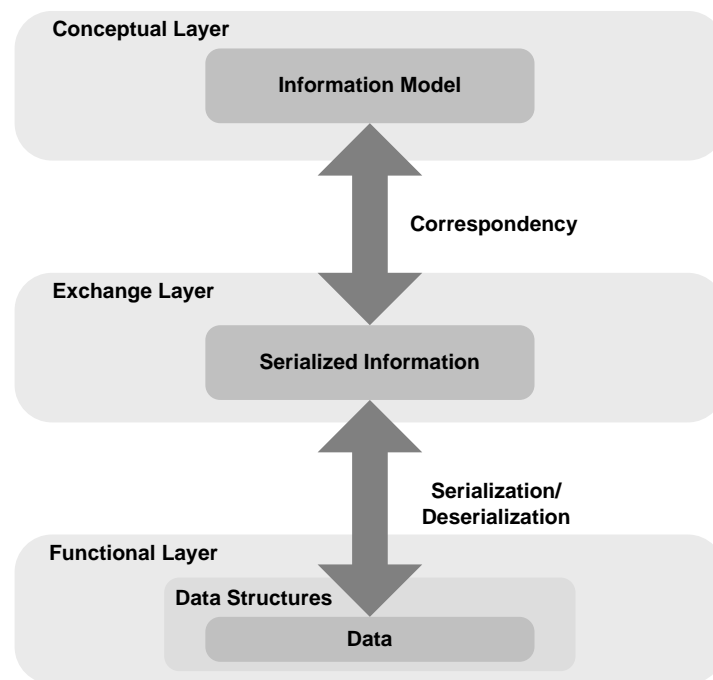 Conceptual Layer
Information Model
Correspondency
Exchange Layer
Serialized Information
Serialization/
Deserialization
Functional Layer
Data Structures
Data